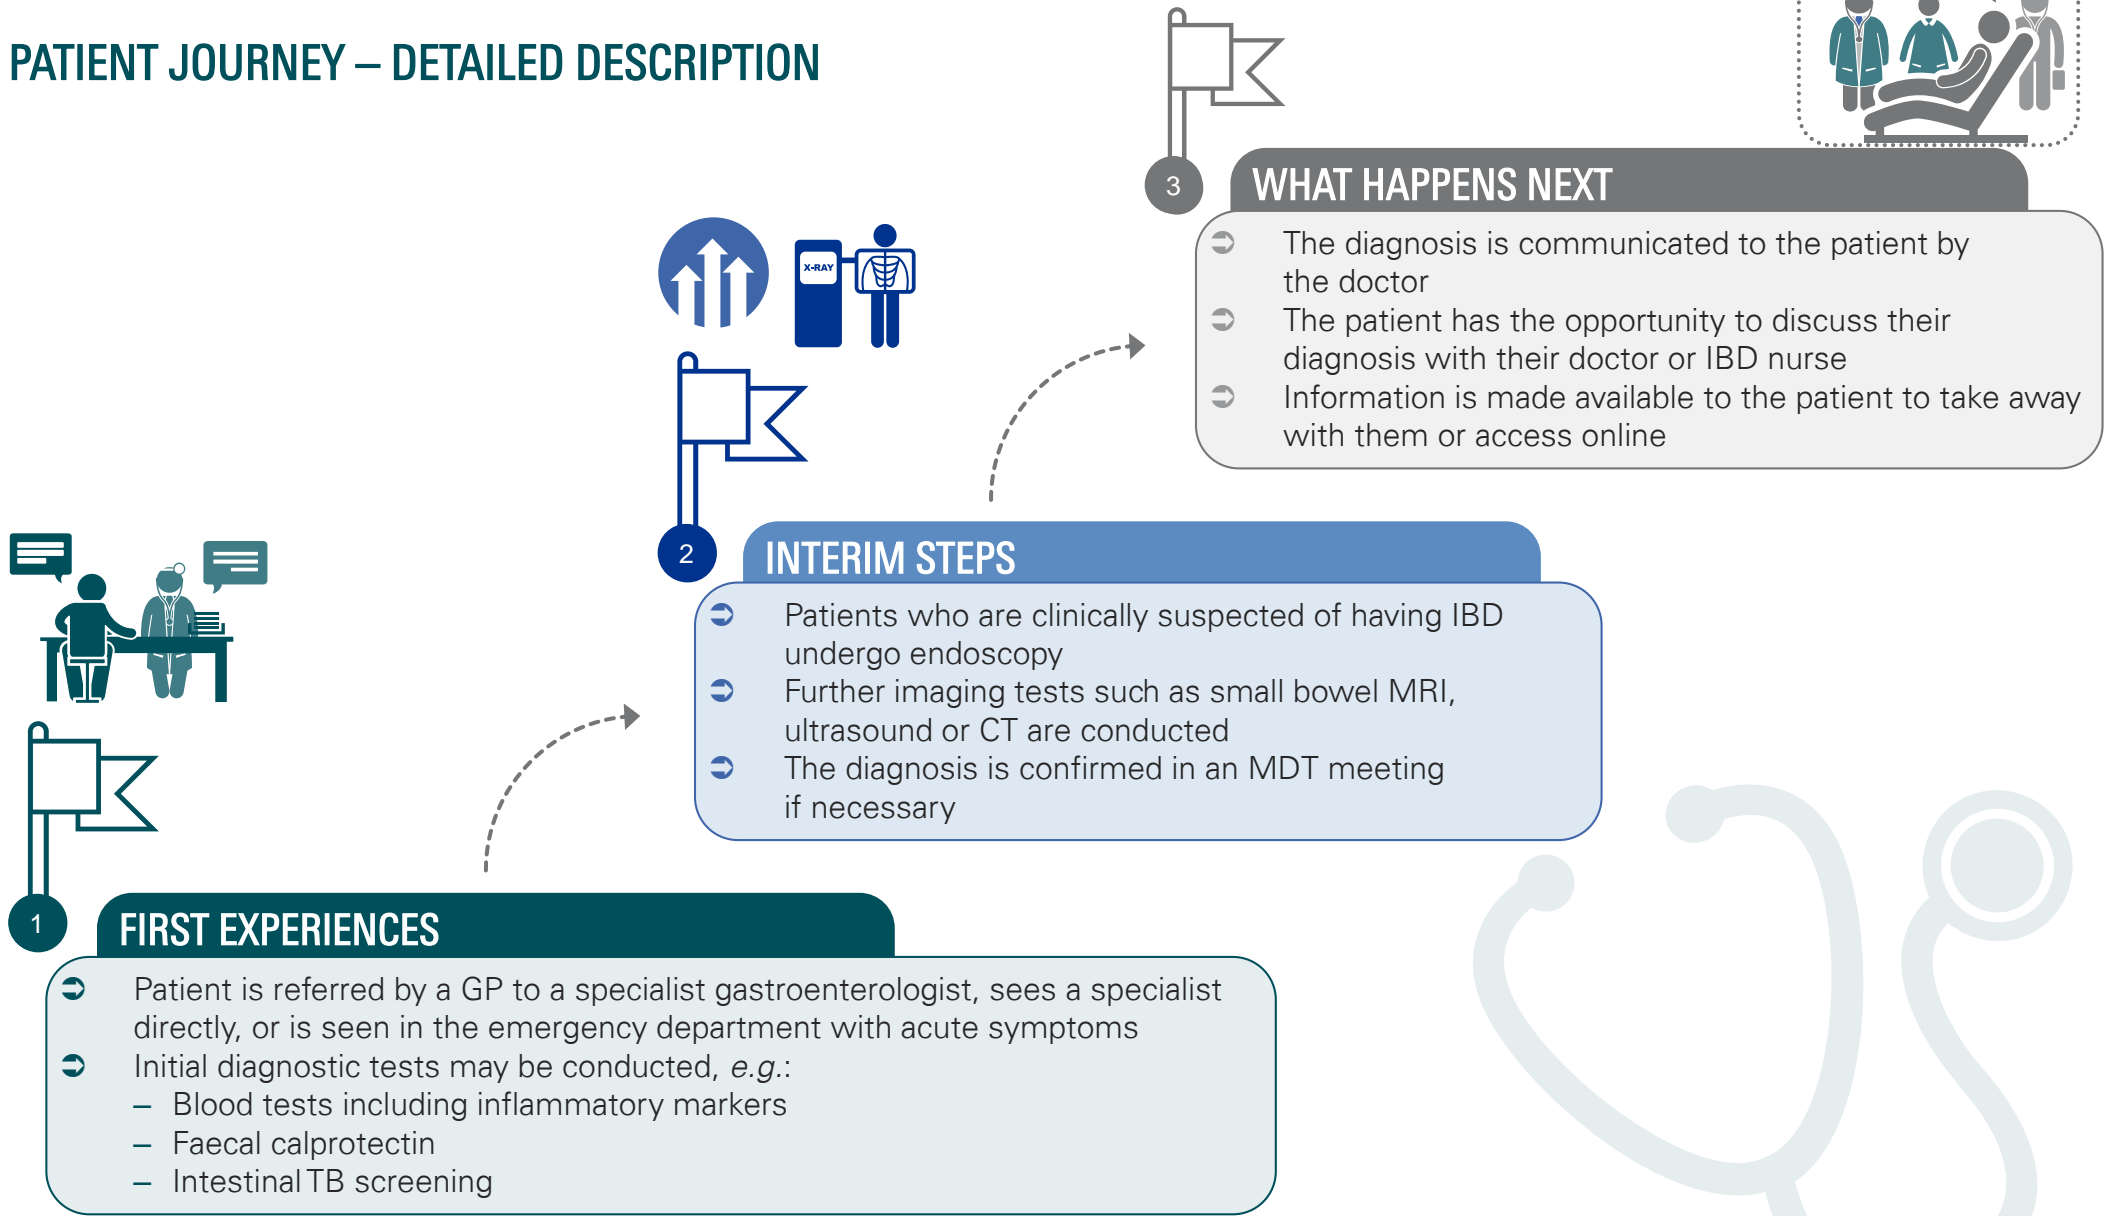 PATIENT JOURNEY – DETAILED DESCRIPTION
3
WHAT HAPPENS NEXT
The diagnosis is communicated to the patient by
the doctor
The patient has the opportunity to discuss their
diagnosis with their doctor or IBD nurse
Information is made available to the patient to take away
with them or access online
X-RAY
2
INTERIM STEPS
Patients who are clinically suspected of having IBD
undergo endoscopy
Further imaging tests such as small bowel MRI,
ultrasound or CT are conducted
The diagnosis is confirmed in an MDT meeting
if necessary
1
FIRST EXPERIENCES
Patient is referred by a GP to a specialist gastroenterologist, sees a specialist
directly, or is seen in the emergency department with acute symptoms
Initial diagnostic tests may be conducted, e.g.:
– Blood tests including inflammatory markers
– Faecal calprotectin
– Intestinal TB screening